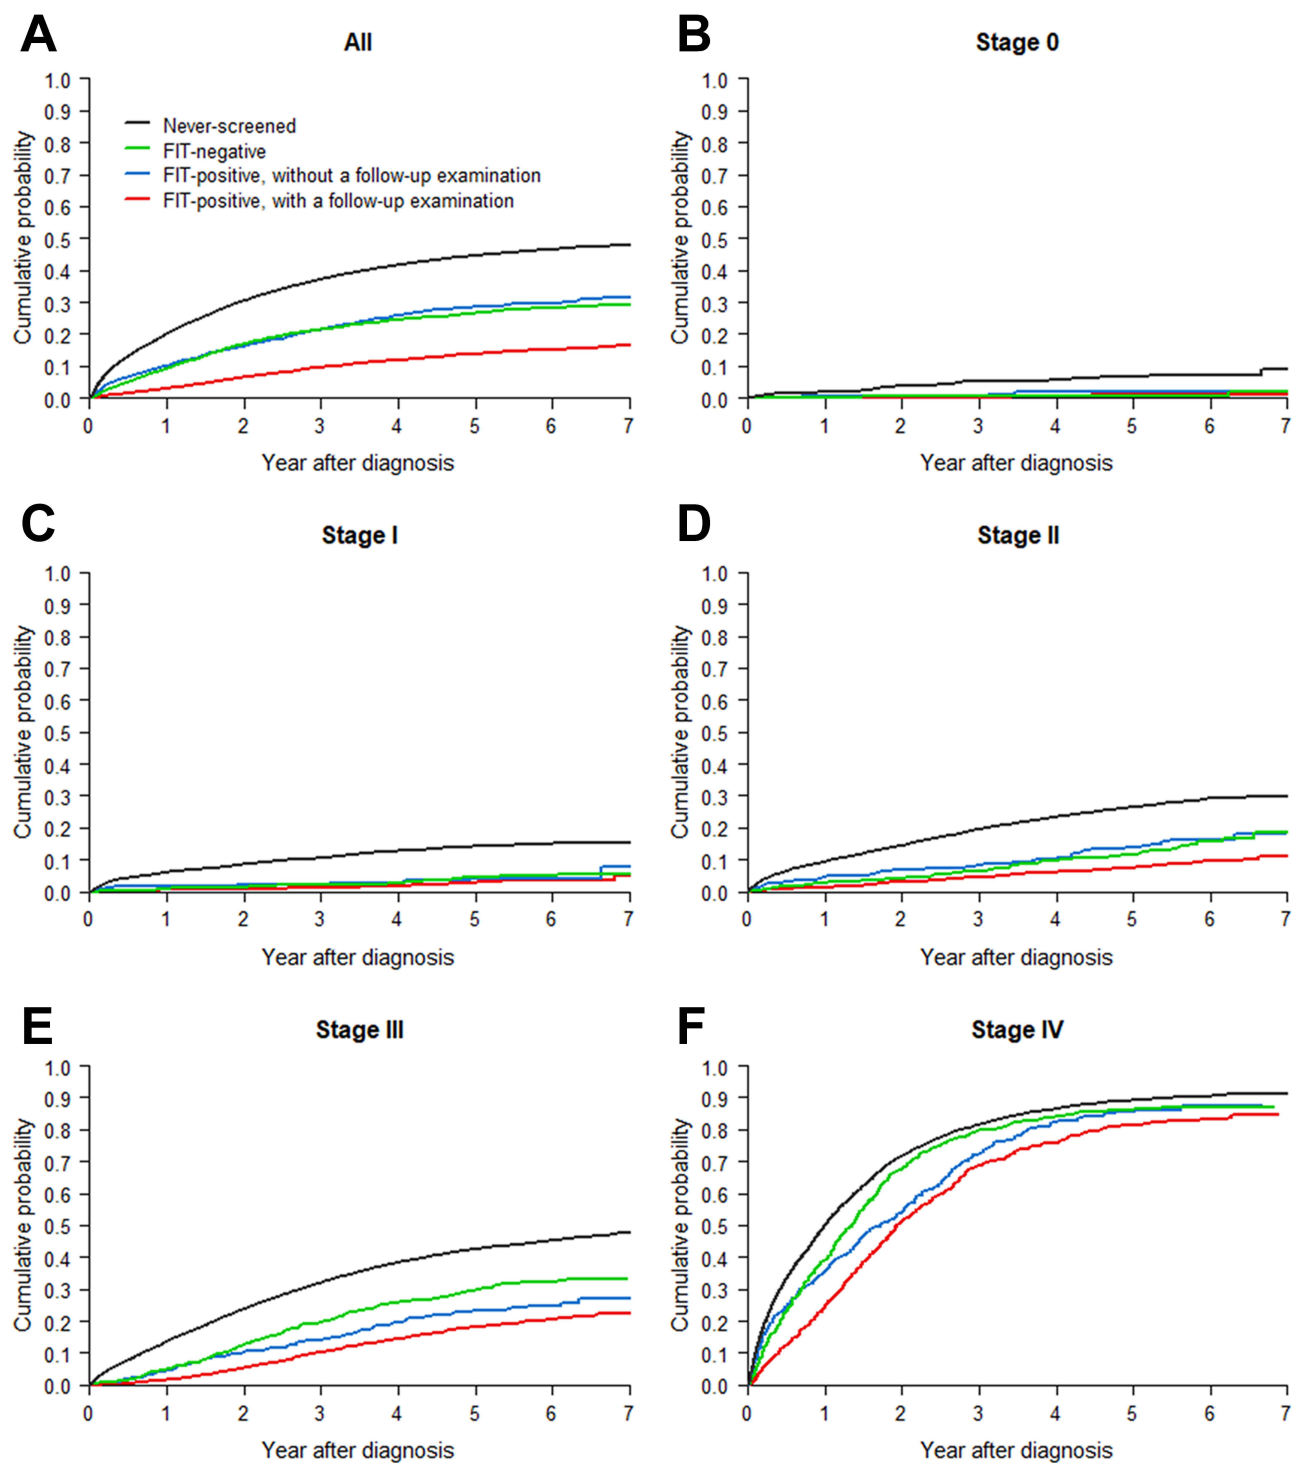 A
All
1.0
0.9
0.8
0.7
0.6
0.5
0.4
0.3
0.2
0.1
0.0
Cumulative probability
Never-screened
FIT-negative
FIT-positive, without a follow-up examination
FIT-positive, with a follow-up examination
0 1 2 3 4 5 6 7
Year after diagnosis
B
Stage 0
1.0
0.9
0.8
0.7
0.6
0.5
0.4
0.3
0.2
0.1
0.0
Cumulative probability
0 1 2 3 4 5 6 7
Year after diagnosis
C
Stage I
1.0
0.9
0.8
0.7
0.6
0.5
0.4
0.3
0.2
0.1
0.0
Cumulative probability
0 1 2 3 4 5 6 7
Year after diagnosis
D
Stage II
1.0
0.9
0.8
0.7
0.6
0.5
0.4
0.3
0.2
0.1
0.0
Cumulative probability
0 1 2 3 4 5 6 7
Year after diagnosis
E
Stage III
1.0
0.9
0.8
0.7
0.6
0.5
0.4
0.3
0.2
0.1
0.0
Cumulative probability
0 1 2 3 4 5 6 7
Year after diagnosis
F
Stage IV
1.0
0.9
0.8
0.7
0.6
0.5
0.4
0.3
0.2
0.1
0.0
Cumulative probability
0 1 2 3 4 5 6 7
Year after diagnosis